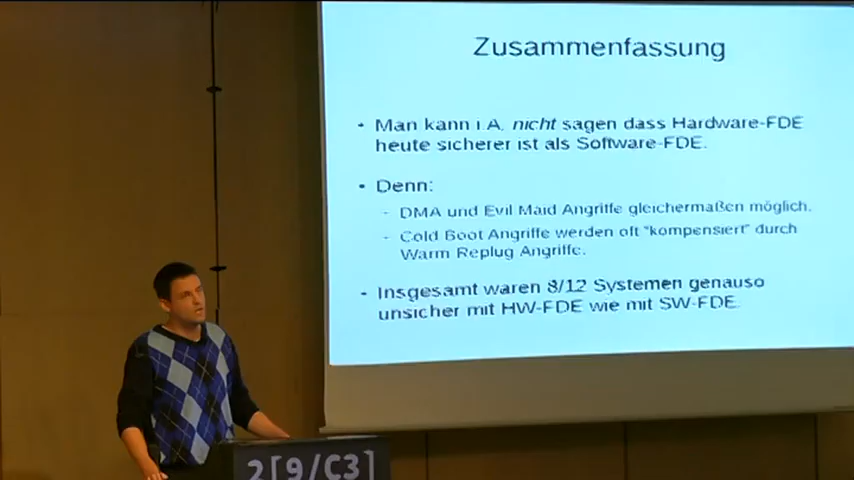 Zusammenfassung
• Man kann i.A. nicht sagen dass Hardware-FDE
heute sicherer ist als Software-FDE.
• Denn:
- DMA und Evil Maid Angriffe gleichermaßen möglich.
- Cold Boot Angriffe werden oft "kompensiert" durch
Warm Replug Angriffe.
• Insgesamt waren 8/12 Systemen genauso
unsicher mit HW-FDE wie mit SW-FDE.
2[9/C3]